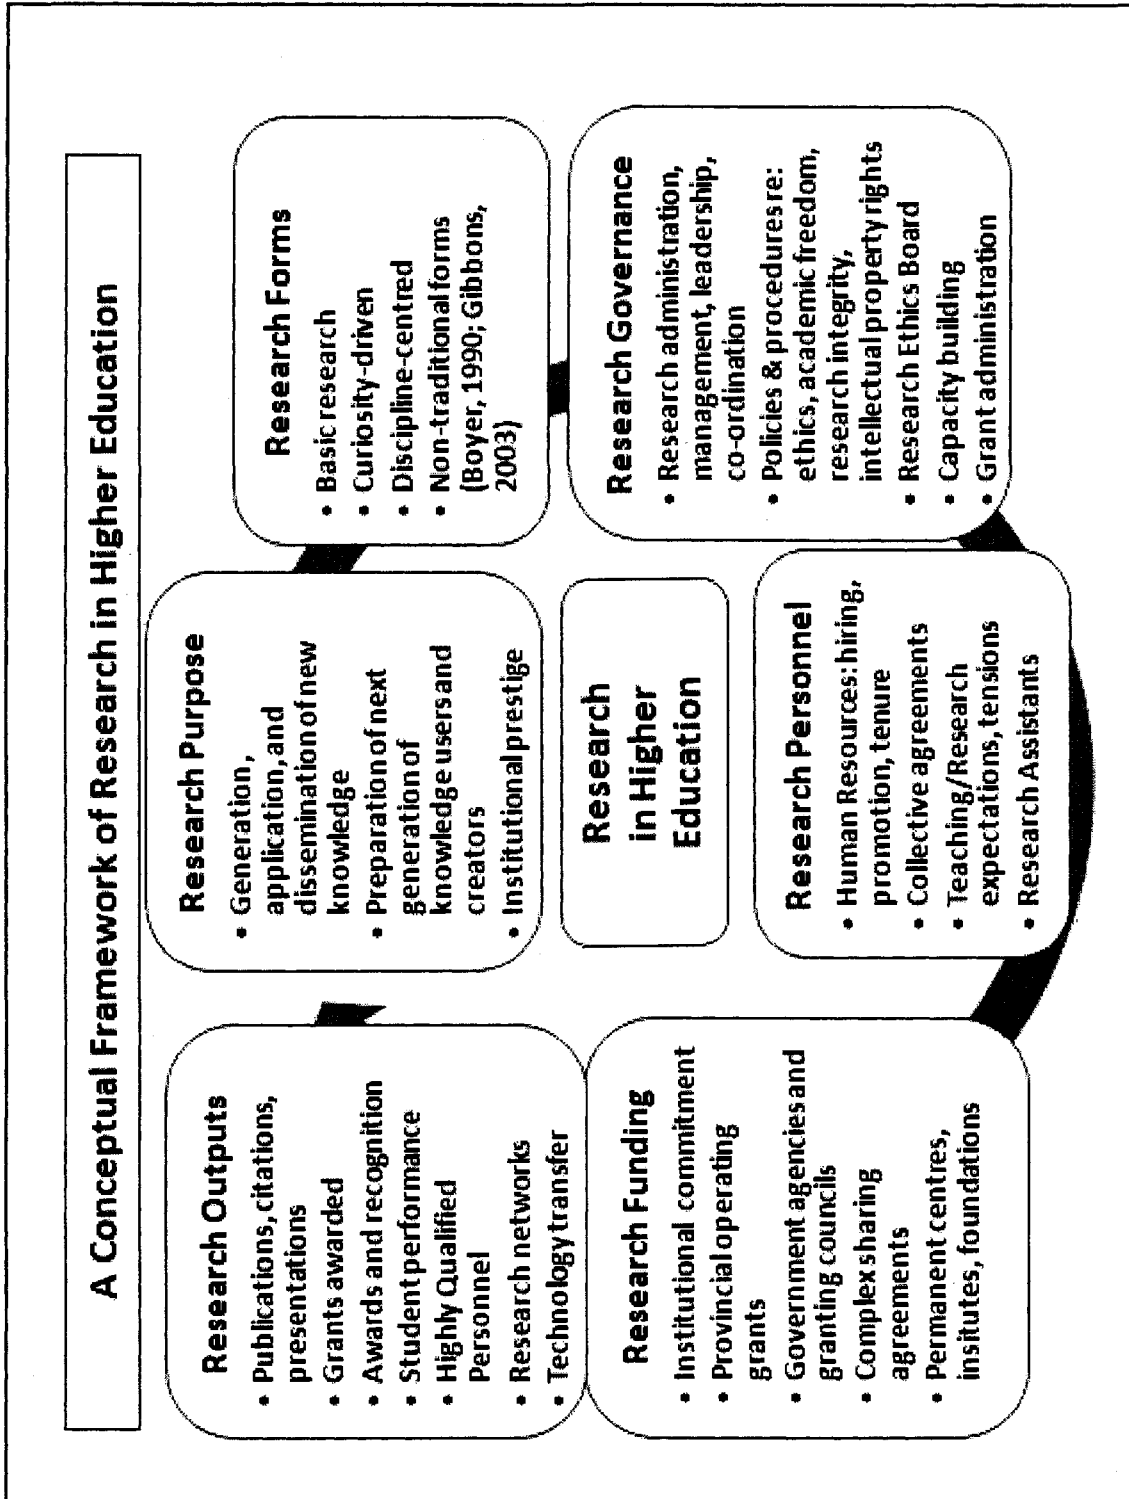 A Conceptual Framework of Research in Higher Education
Research Outputs
• Publications, citations,
presentations
• Grants awarded
• Awards and recognition
• Student performance
• Highly Qualified
Personnel
• Research networks
• Technology transfer
Research Purpose
• Generation,
application, and
dissemination of new
knowledge
• Preparation of next
generation of
knowledge users and
creators
• Institutional prestige
Research Forms
• Basic research
• Curiosity-driven
• Discipline-centred
• Non-traditional forms
(Boyer, 1990; Gibbons,
2003)
Research
in Higher
Education
Research Funding
• Institutional commitment
• Provincial operating
grants
• Government agencies and
granting councils
• Complex sharing
agreements
• Permanent centres,
insitutes, foundations
Research Personnel
• Human Resources: hiring,
promotion, tenure
• Collective agreements
• Teaching/Research
expectations, tensions
• Research Assistants
Research Governance
• Research administration,
management, leadership,
co-ordination
• Policies & procedures re:
ethics, academic freedom,
research integrity,
intellectual property rights
• Research Ethics Board
• Capacity building
• Grant administration